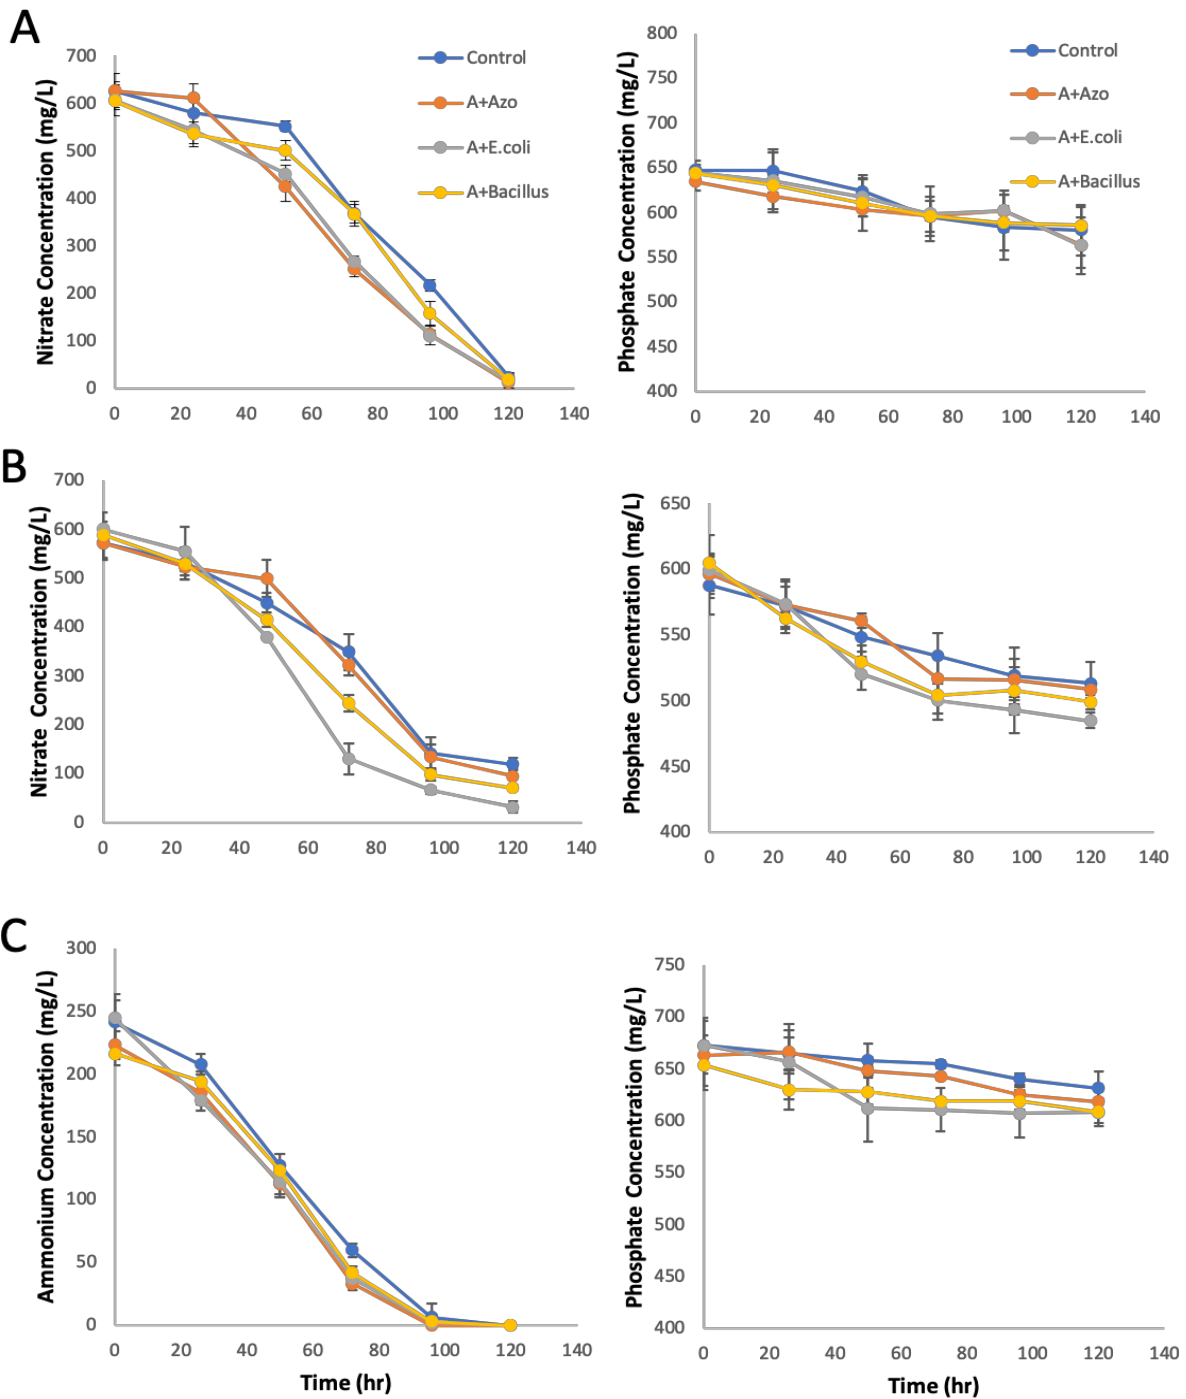 A
Nitrate Concentration (mg/L)
700
600
500
400
300
200
100
0
0 20 40 60 80 100 120 140
Control
A+Azo
A+E.coli
A+Bacillus
Phosphate Concentration (mg/L)
800
750
700
650
600
550
500
450
400
0 20 40 60 80 100 120 140
Control
A+Azo
A+E.coli
A+Bacillus
B
Nitrate Concentration (mg/L)
700
600
500
400
300
200
100
0
0 20 40 60 80 100 120 140
Phosphate Concentration (mg/L)
650
600
550
500
450
400
0 20 40 60 80 100 120 140
C
Ammonium Concentration (mg/L)
300
250
200
150
100
50
0
0 20 40 60 80 100 120 140
Time (hr)
Phosphate Concentration (mg/L)
750
700
650
600
550
500
450
400
0 20 40 60 80 100 120 140
Time (hr)